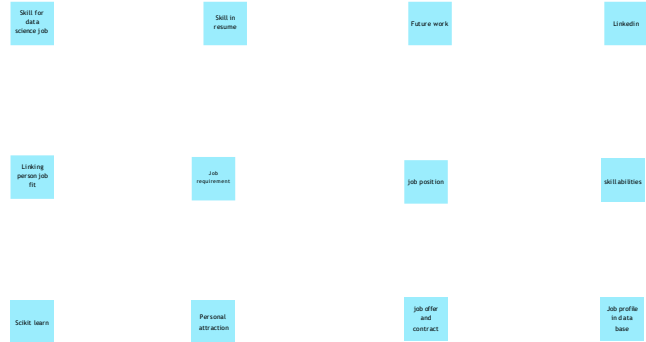 Skill for
data
science job
Skill in
resume
Future work
Linkedin
Linking
person job
fit
Job
requirement
job position
skill abilities
Scikit learn
Personal
attraction
job offer
and
contract
Job profile
in data
base